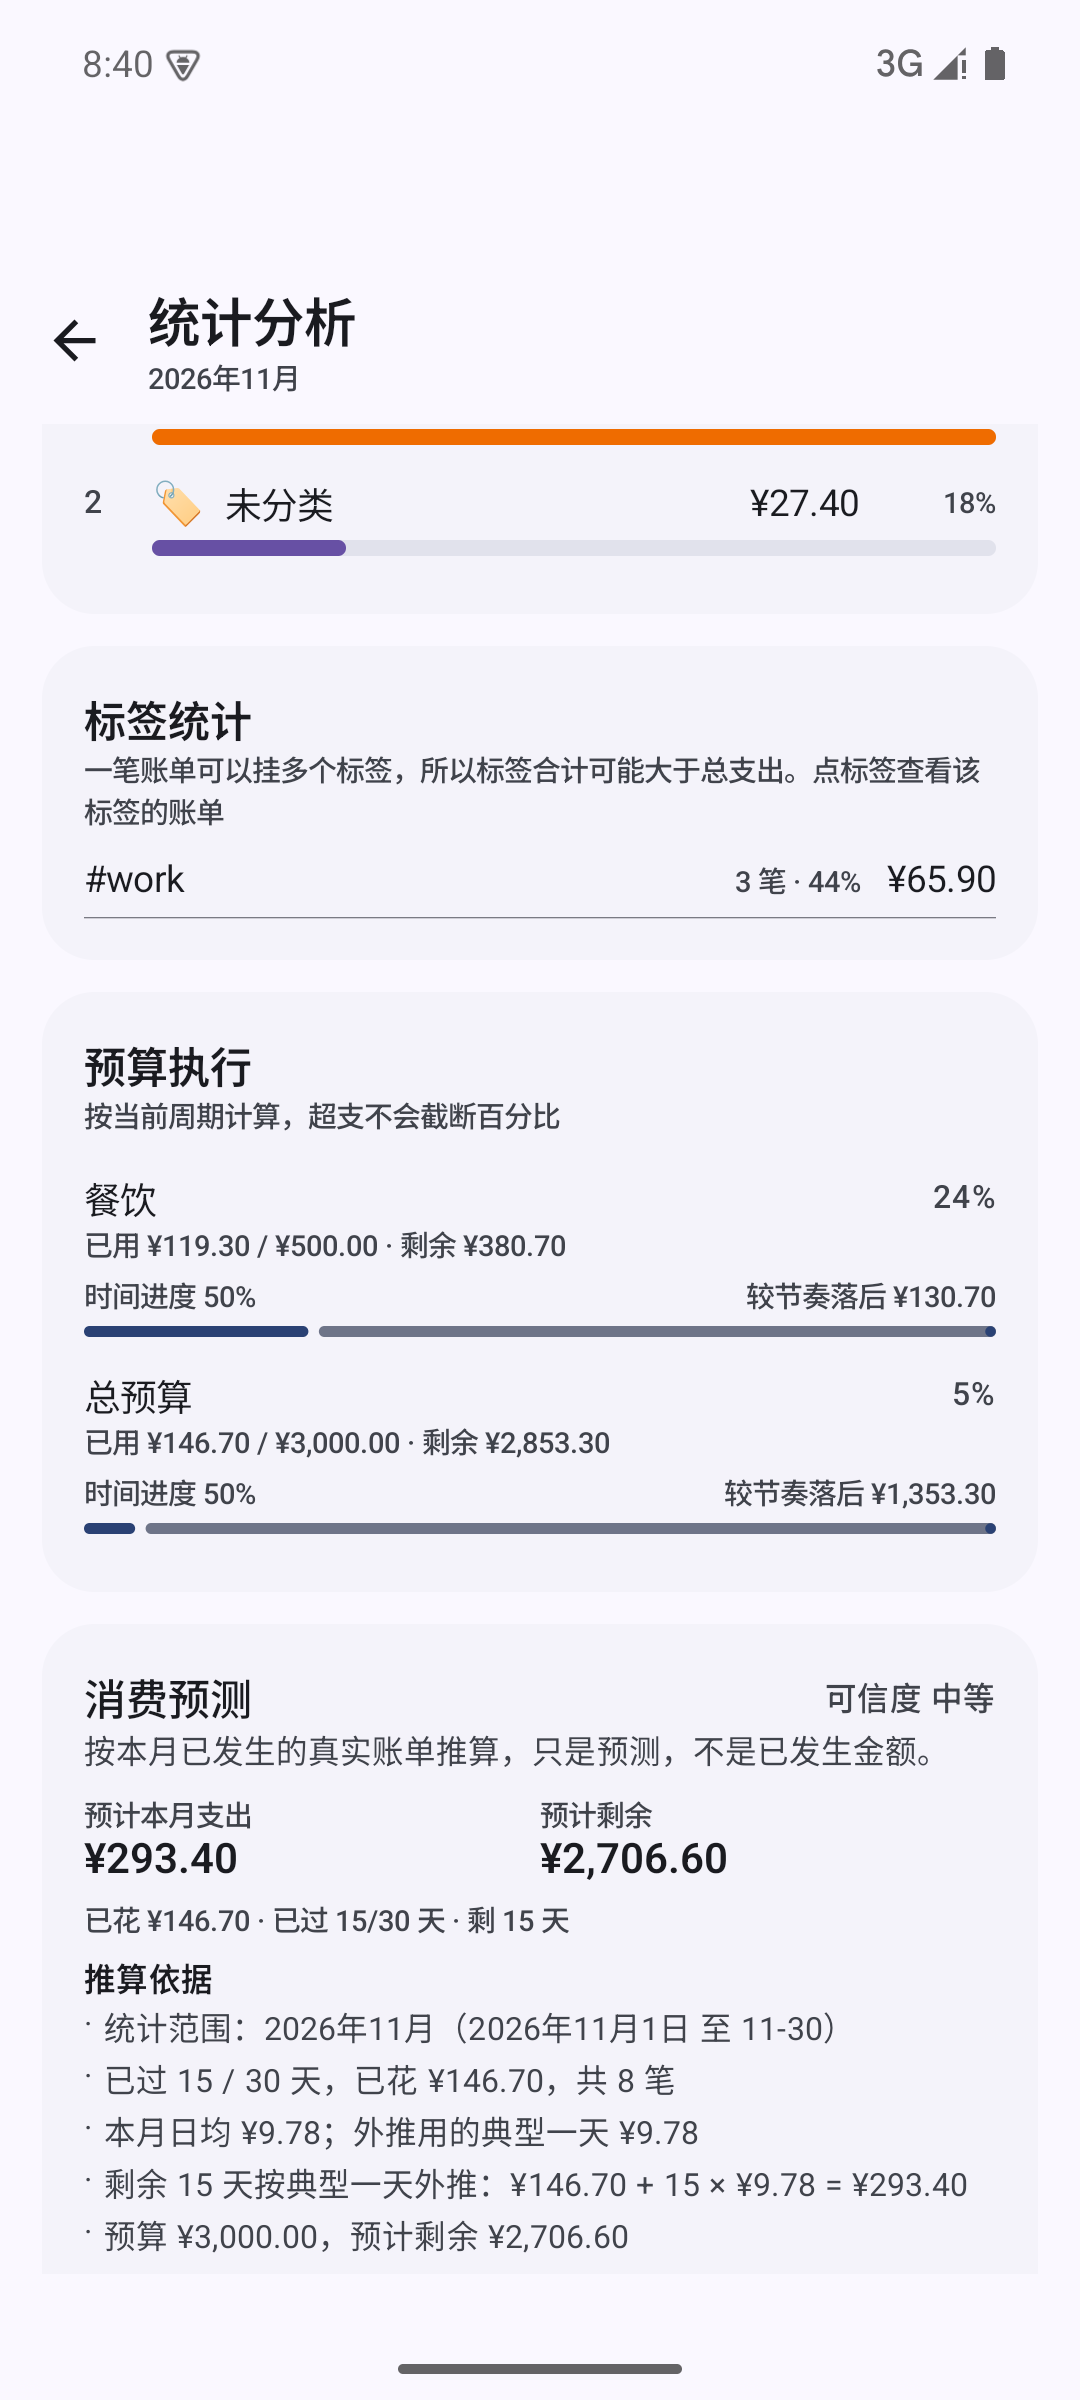 8:40
3G
统计分析
2026年11月
2 未分类 ¥27.40 18%
标签统计
一笔账单可以挂多个标签，所以标签合计可能大于总支出。点标签查看该
标签的账单
#work 3 笔 · 44% ¥65.90
预算执行
按当前周期计算，超支不会截断百分比
餐饮 24%
已用 ¥119.30 / ¥500.00 · 剩余 ¥380.70
时间进度 50% 较节奏落后 ¥130.70
总预算 5%
已用 ¥146.70 / ¥3,000.00 · 剩余 ¥2,853.30
时间进度 50% 较节奏落后 ¥1,353.30
消费预测 可信度 中等
按本月已发生的真实账单推算，只是预测，不是已发生金额。
预计本月支出 预计剩余
¥293.40 ¥2,706.60
已花 ¥146.70 · 已过 15/30 天 · 剩 15 天
推算依据
· 统计范围：2026年11月（2026年11月1日 至 11-30）
· 已过 15 / 30 天，已花 ¥146.70，共 8 笔
· 本月日均 ¥9.78；外推用的典型一天 ¥9.78
· 剩余 15 天按典型一天外推：¥146.70 + 15 × ¥9.78 = ¥293.40
· 预算 ¥3,000.00，预计剩余 ¥2,706.60